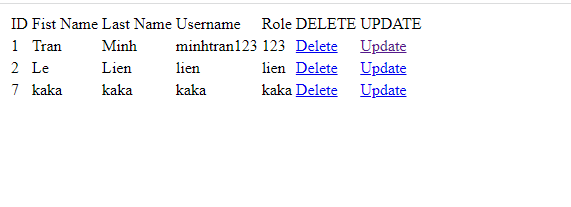 ID Fist Name Last Name Username Role DELETE UPDATE
1 Tran Minh minhtran123 123 Delete Update
2 Le Lien lien lien Delete Update
7 kaka kaka kaka kaka Delete Update